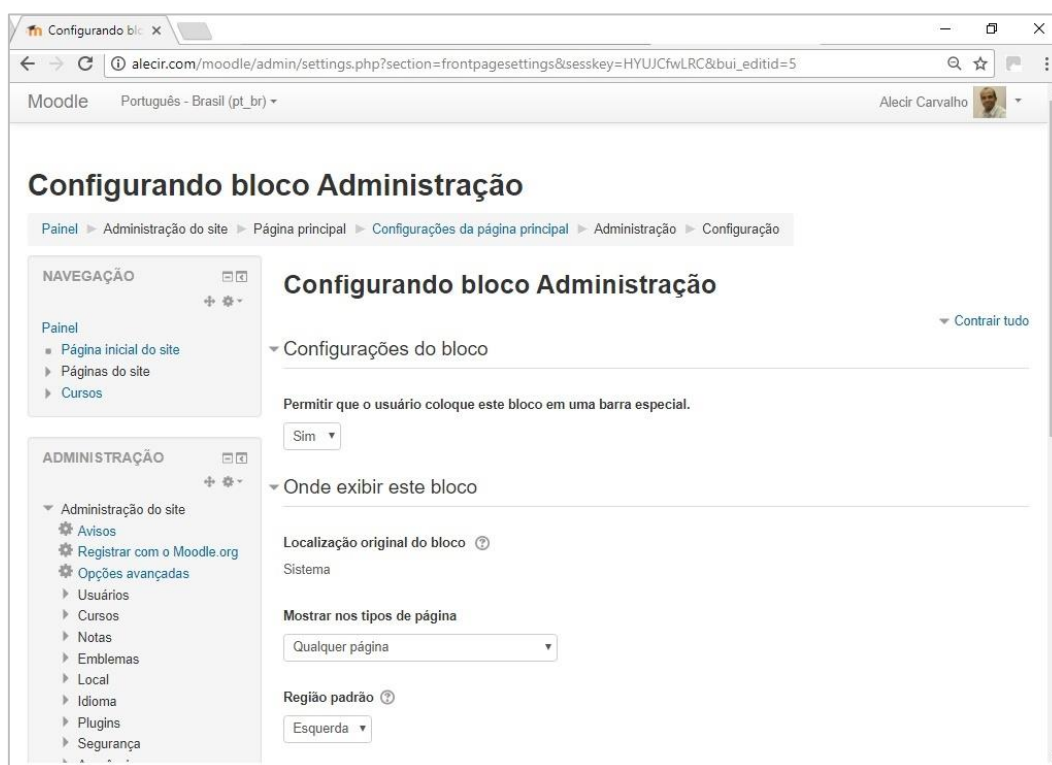 Configurando blo
alecir.com/moodle/admin/settings.php?section=frontpagesettings&sesskey=HYUJCfwLRC&bui_editid=5
Moodle Português - Brasil (pt_br) Alecir Carvalho
Configurando bloco Administração
Painel Administração do site Página principal Configurações da página principal Administração Configuração
NAVEGAÇÃO
Painel
Página inicial do site
Páginas do site
Cursos
ADMINISTRAÇÃO
Administração do site
Avisos
Registrar com o Moodle.org
Opções avançadas
Usuários
Cursos
Notas
Emblemas
Local
Idioma
Plugins
Segurança
Configurando bloco Administração
Contrair tudo
Configurações do bloco
Permitir que o usuário coloque este bloco em uma barra especial.
Sim
Onde exibir este bloco
Localização original do bloco
Sistema
Mostrar nos tipos de página
Qualquer página
Região padrão
Esquerda